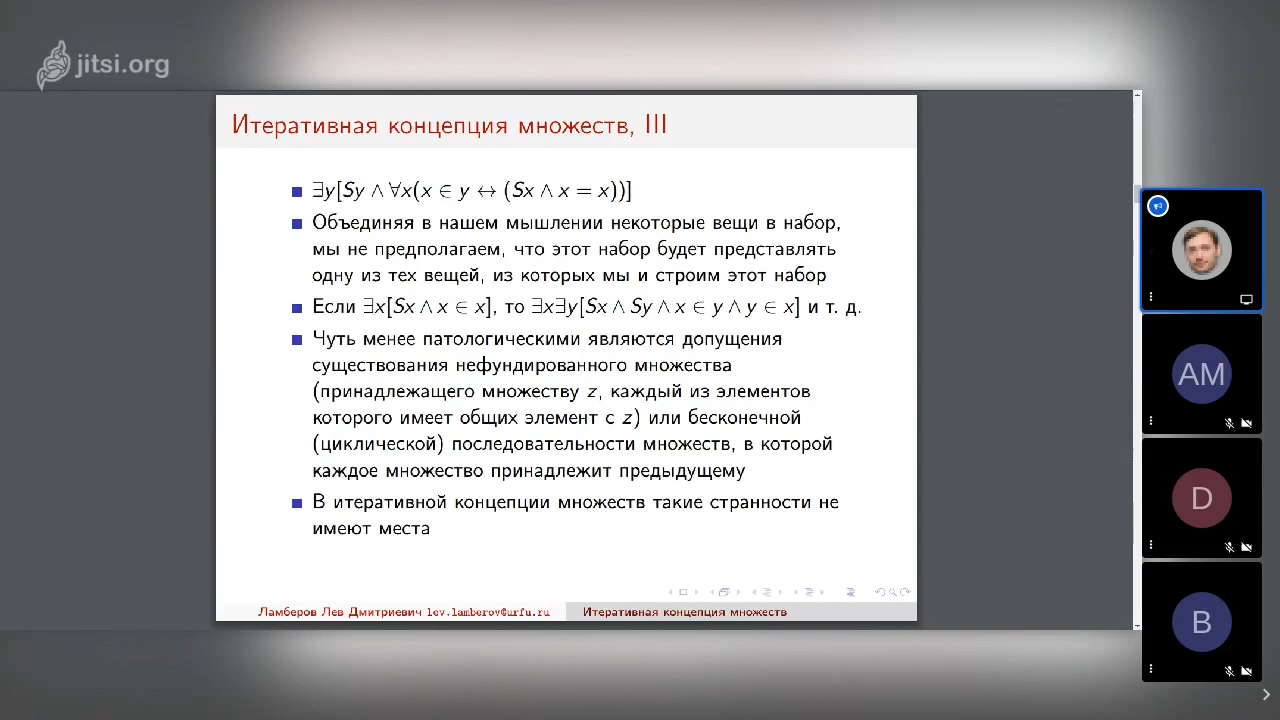 jitsi.org
Итеративная концепция множеств, III
∃y[Sy ∧ ∀x(x ∈ y ↔ (Sx ∧ x = x))]
Объединяя в нашем мышлении некоторые вещи в набор,
мы не предполагаем, что этот набор будет представлять
одну из тех вещей, из которых мы и строим этот набор
Если ∃x[Sx ∧ x ∈ x], то ∃x∃y[Sx ∧ Sy ∧ x ∈ y ∧ y ∈ x] и т. д.
Чуть менее патологическими являются допущения
существования нефундированного множества
(принадлежащего множеству z, каждый из элементов
которого имеет общих элемент с z) или бесконечной
(циклической) последовательности множеств, в которой
каждое множество принадлежит предыдущему
В итеративной концепции множеств такие странности не
имеют места
Ламберов Лев Дмитриевич lev.lamberov@urfu.ru
Итеративная концепция множеств
AM
D
B